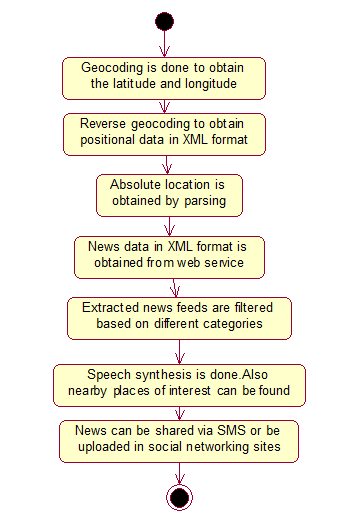 Geocoding is done to obtain
the latitude and longitude
Reverse geocoding to obtain
positional data in XML format
Absolute location is
obtained by parsing
News data in XML format is
obtained from web service
Extracted news feeds are filtered
based on different categories
Speech synthesis is done.Also
nearby places of interest can be found
News can be shared via SMS or be
uploaded in social networking sites